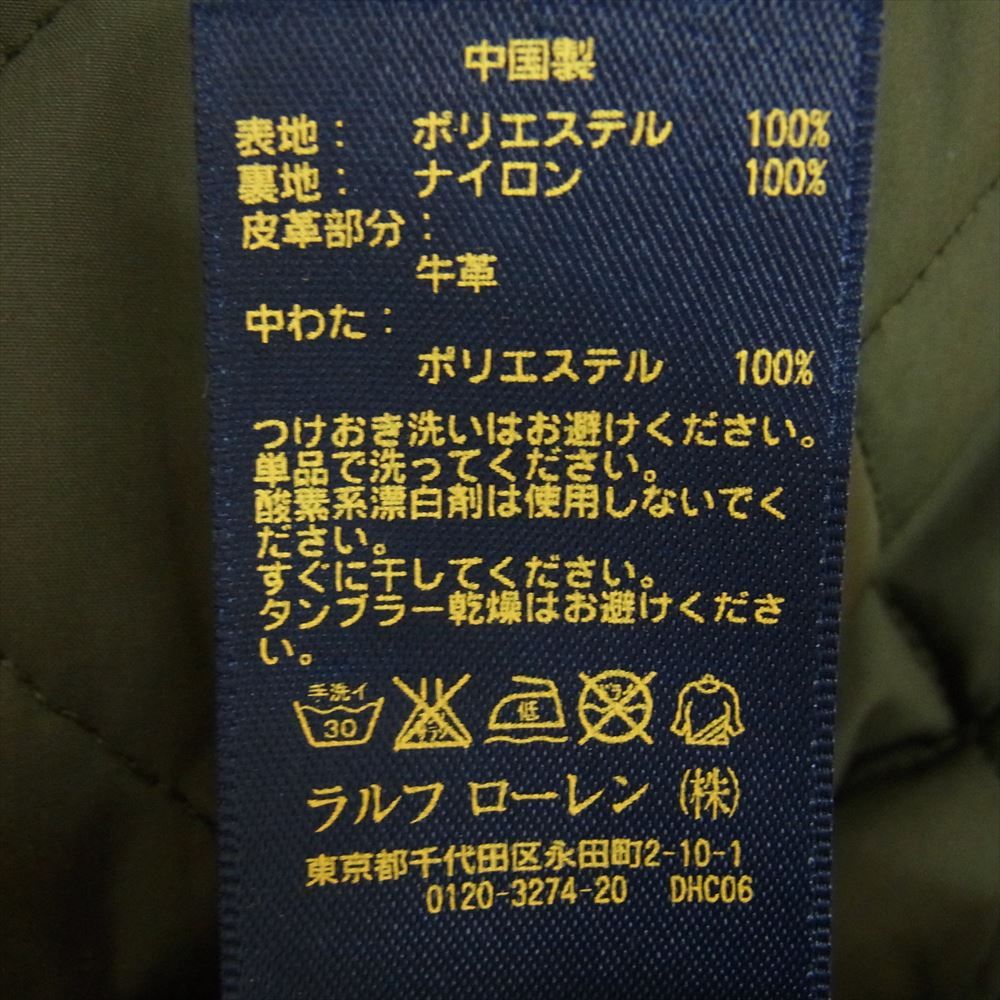 中国製
表地： ポリエステル 100%
裏地： ナイロン 100%
皮革部分：
牛革
中わた：
ポリエステル 100%
つけおき洗いはお避けください。
単品で洗ってください。
酸素系漂白剤は使用しないでく
ださい。
すぐに干してください。
タンブラー乾燥はお避けくださ
い。
手洗イ 30 低 ドライ
ラルフ ローレン (株)
東京都千代田区永田町2-10-1
0120-3274-20 DHC06